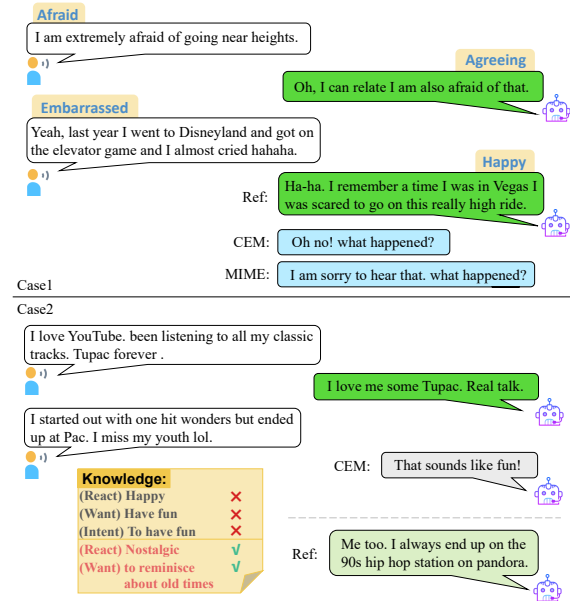 Afraid
I am extremely afraid of going near heights.
Agreeing
Oh, I can relate I am also afraid of that.
Embarrassed
Yeah, last year I went to Disneyland and got on
the elevator game and I almost cried hahaha.
Happy
Ref:
Ha-ha. I remember a time I was in Vegas I
was scared to go on this really high ride.
CEM:
Oh no! what happened?
MIME:
I am sorry to hear that. what happened?
Case1
Case2
I love YouTube. been listening to all my classic
tracks. Tupac forever .
I love me some Tupac. Real talk.
I started out with one hit wonders but ended
up at Pac. I miss my youth lol.
CEM:
That sounds like fun!
Knowledge:
(React) Happy ×
(Want) Have fun ×
(Intent) To have fun ×
(React) Nostalgic √
(Want) to reminisce √
about old times
Ref:
Me too. I always end up on the
90s hip hop station on pandora.